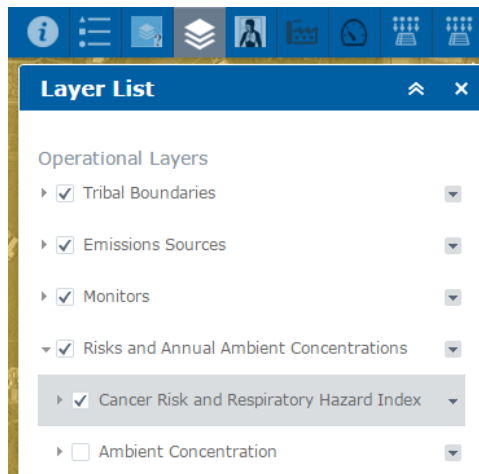 Layer List
Operational Layers
Tribal Boundaries
Emissions Sources
Monitors
Risks and Annual Ambient Concentrations
Cancer Risk and Respiratory Hazard Index
Ambient Concentration